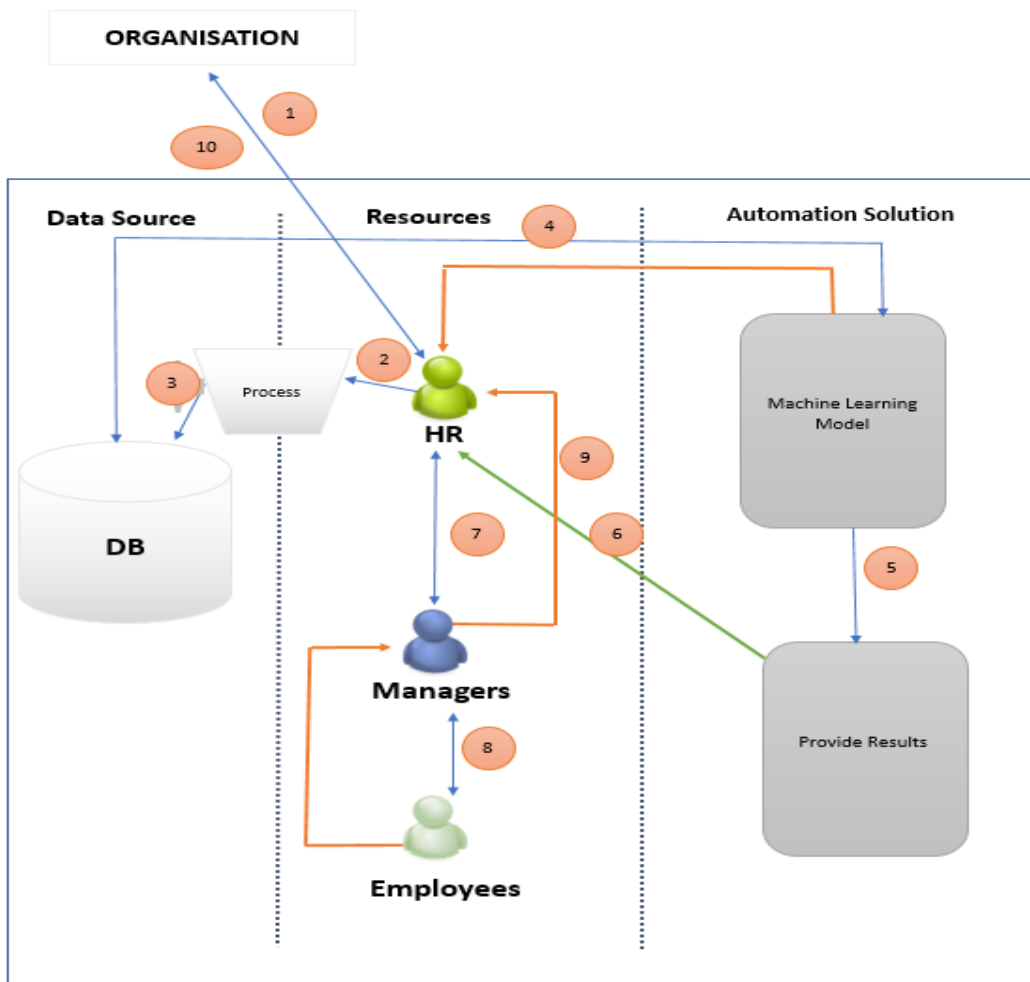 ORGANISATION
1
10
Data Source
Resources
Automation Solution
4
2
3
Process
HR
Machine Learning
Model
9
DB
7
6
5
Managers
8
Provide Results
Employees